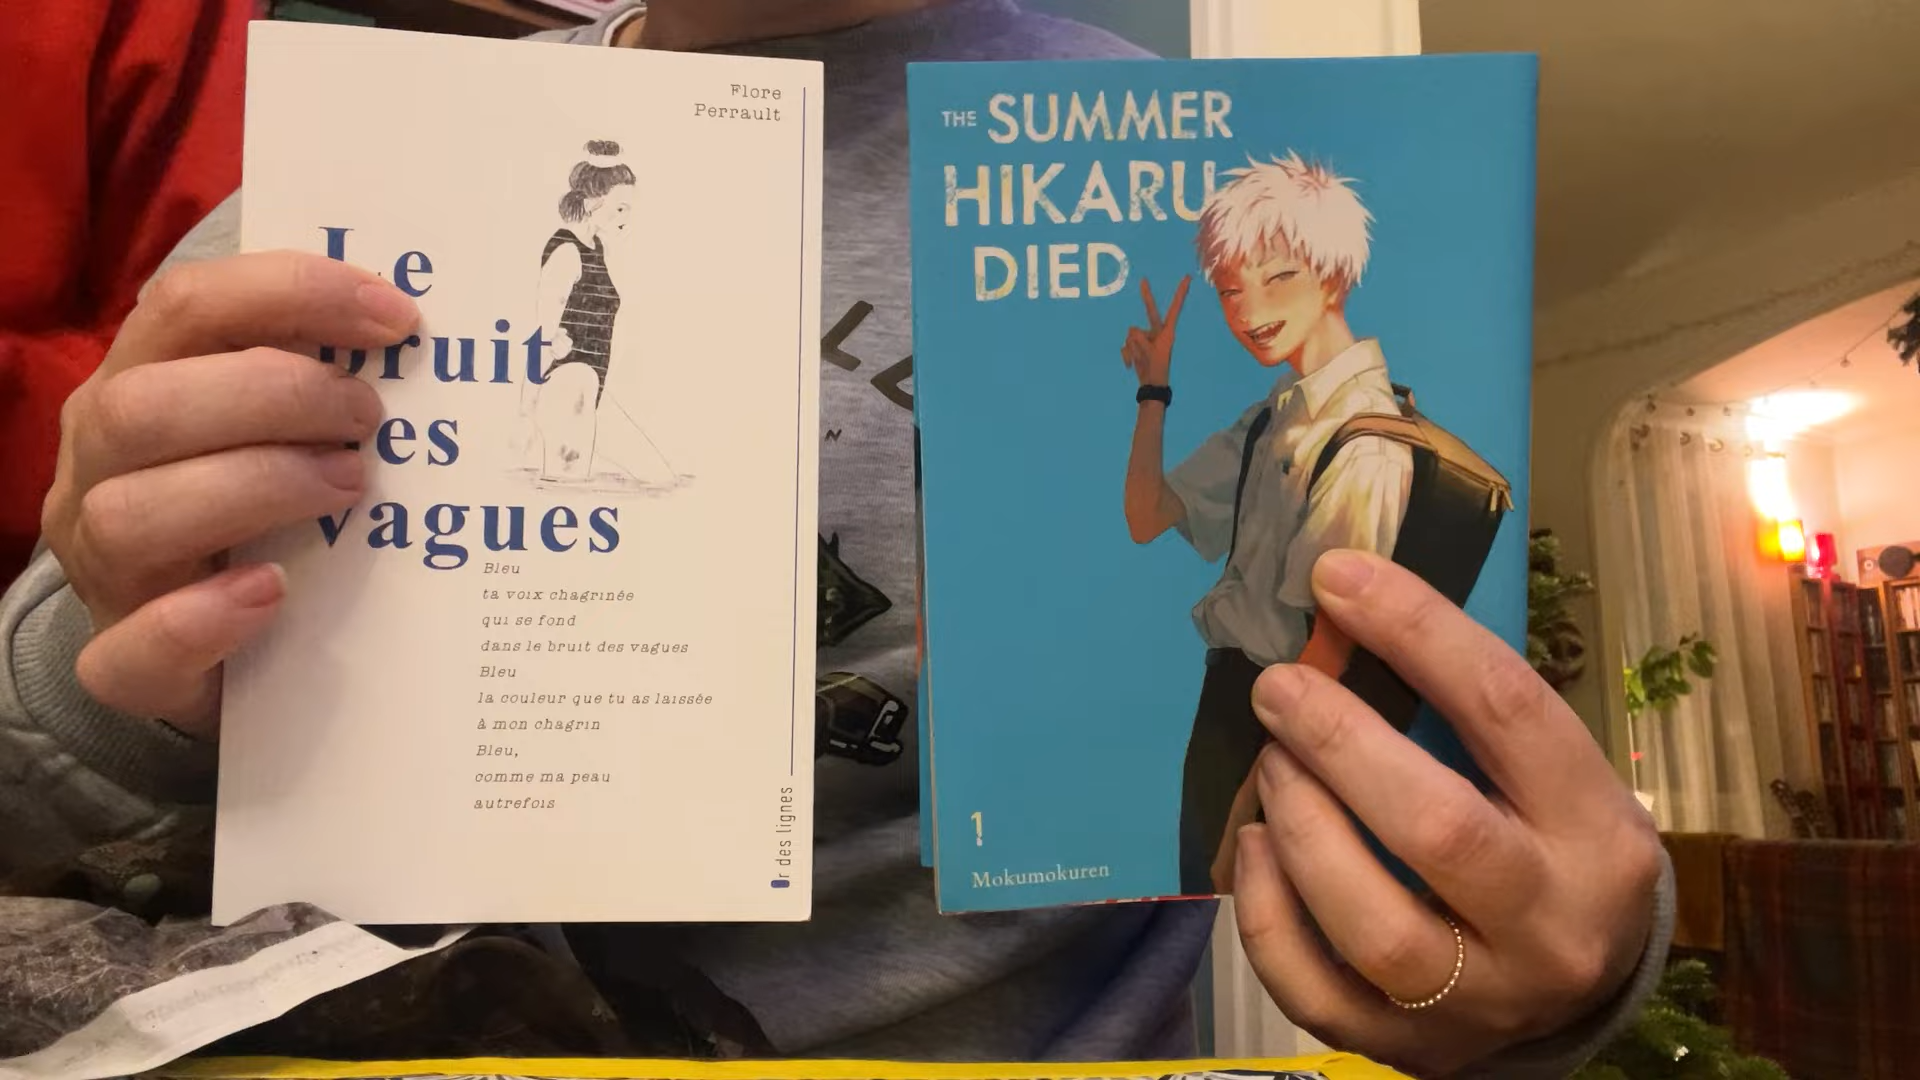 Flore
Perrault
Le
bruit
des
vagues
Bleu
ta voix chagrinée
qui se fond
dans le bruit des vagues
Bleu
la couleur que tu as laissée
à mon chagrin
Bleu,
comme ma peau
autrefois
r des lignes
THE SUMMER
HIKARU
DIED
1
Mokumokuren